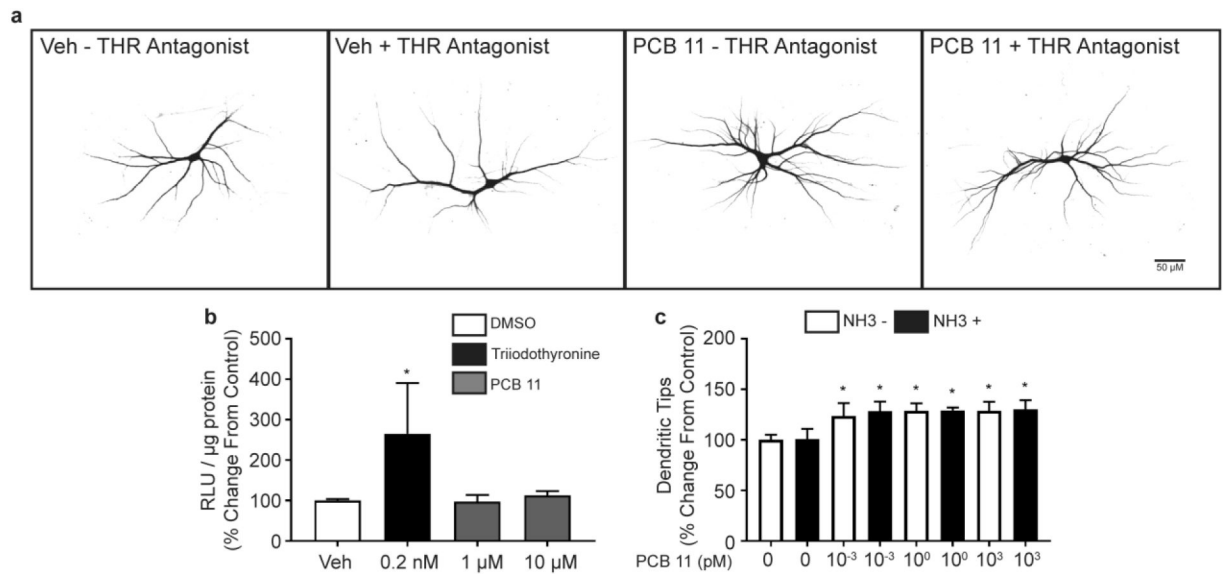 a
Veh - THR Antagonist
Veh + THR Antagonist
PCB 11 - THR Antagonist
PCB 11 + THR Antagonist
50 µM
b
DMSO
Triiodothyronine
PCB 11
RLU / µg protein
(% Change From Control)
500
400
300
200
100
0
*
Veh
0.2 nM
1 µM
10 µM
c
NH3 -
NH3 +
Dendritic Tips
(% Change From Control)
200
150
100
50
0
* * * * * *
PCB 11 (pM) 0 0 10⁻³ 10⁻³ 10⁰ 10⁰ 10³ 10³